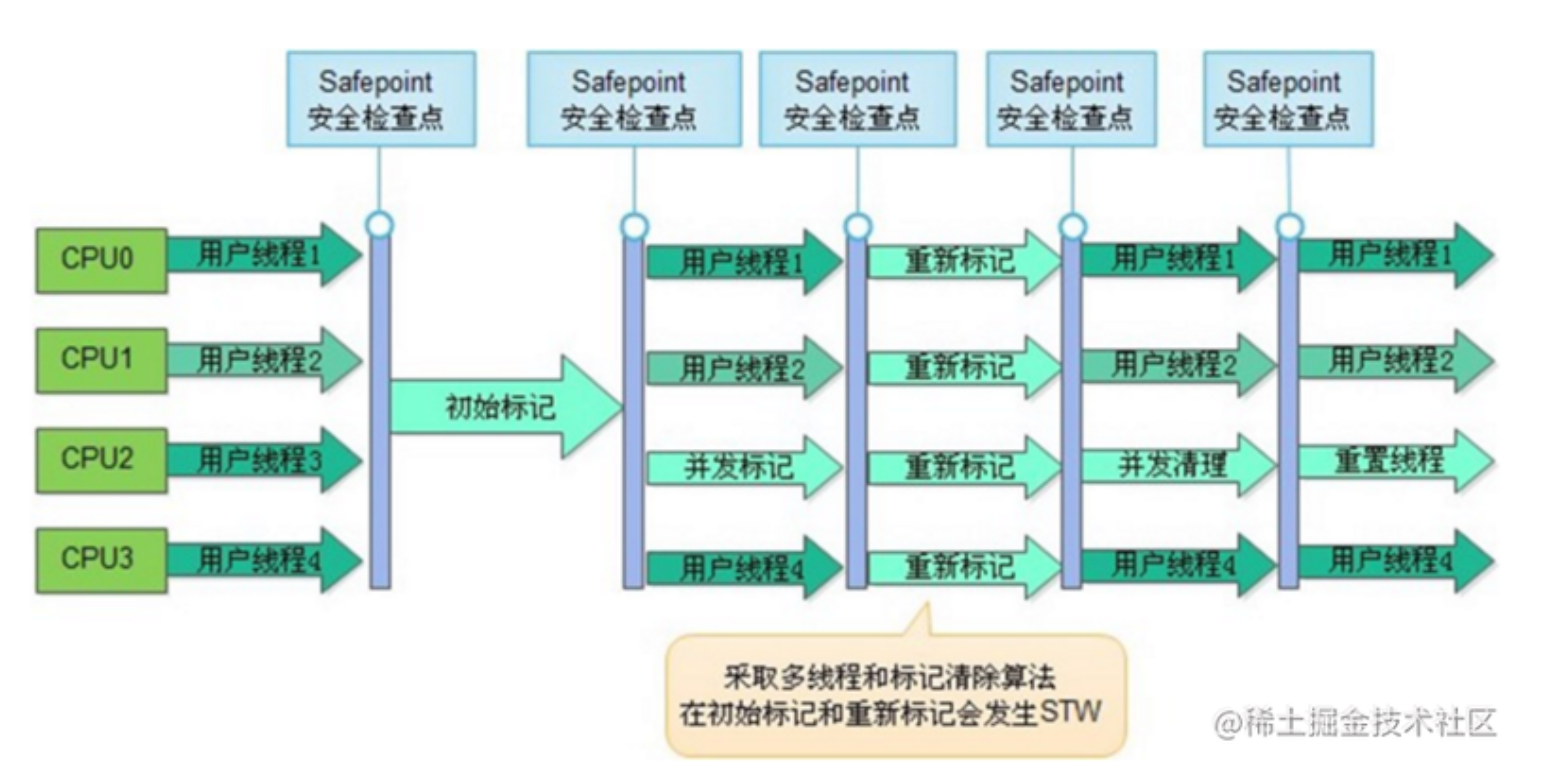 Safepoint
安全检查点
Safepoint
安全检查点
Safepoint
安全检查点
Safepoint
安全检查点
Safepoint
安全检查点
CPU0
用户线程1
用户线程1
重新标记
用户线程1
用户线程1
CPU1
用户线程2
用户线程2
重新标记
用户线程2
用户线程2
初始标记
CPU2
用户线程3
并发标记
重新标记
并发清理
重置线程
CPU3
用户线程4
用户线程4
重新标记
用户线程4
用户线程4
采取多线程和标记清除算法
在初始标记和重新标记会发生STW
@稀土掘金技术社区